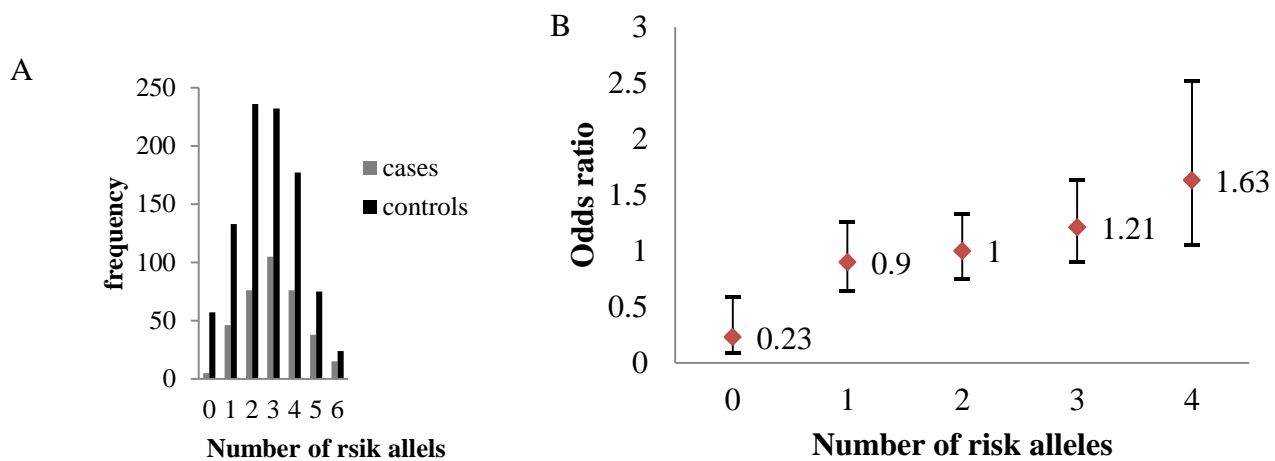 A
250
200
150
100
50
0
frequency
0 1 2 3 4 5 6
Number of rsik allels
cases
controls
B
3
2.5
2
1.5
1
0.5
0
Odds ratio
0.23
0.9
1
1.21
1.63
0 1 2 3 4
Number of risk alleles